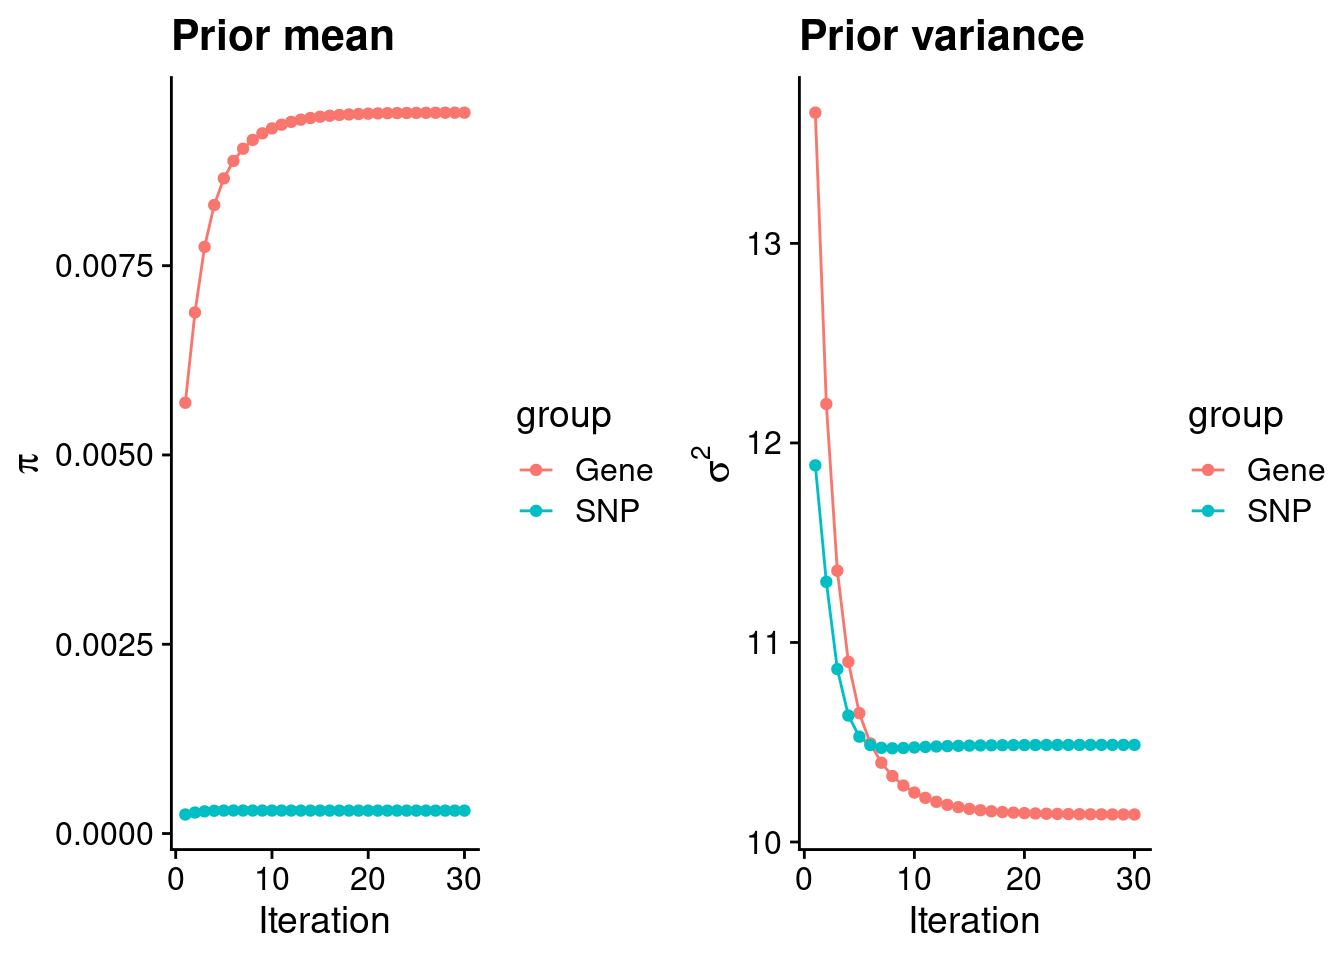 Prior mean
π
0.0075
0.0050
0.0025
0.0000
0 10 20 30
Iteration
group
Gene
SNP
Prior variance
σ²
13
12
11
10
0 10 20 30
Iteration
group
Gene
SNP